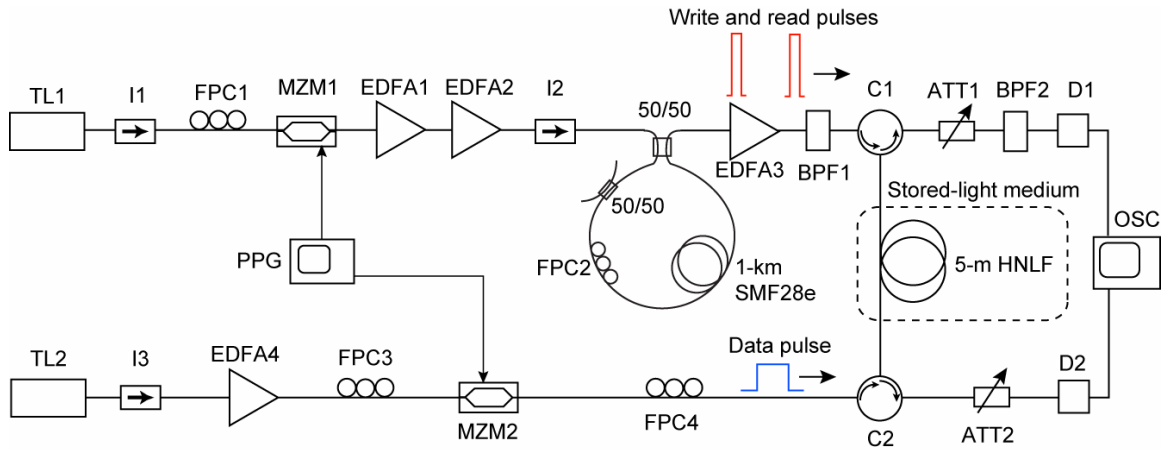 Write and read pulses
TL1
I1
FPC1
MZM1
EDFA1
EDFA2
I2
50/50
C1
ATT1
BPF2
D1
EDFA3
BPF1
50/50
Stored-light medium
OSC
PPG
FPC2
1-km
SMF28e
5-m HNLF
TL2
I3
EDFA4
FPC3
Data pulse
D2
MZM2
FPC4
C2
ATT2